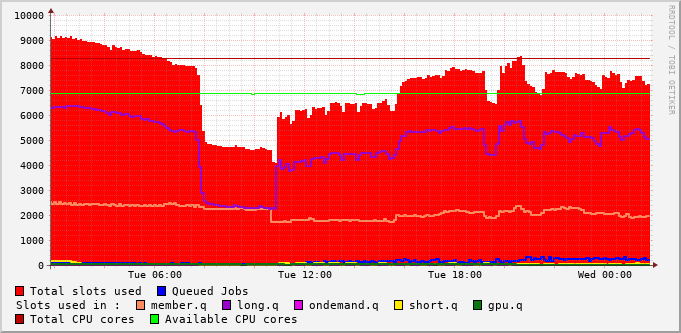 10000
9000
8000
7000
6000
5000
4000
3000
2000
1000
0
Tue 06:00 Tue 12:00 Tue 18:00 Wed 00:00
RRDTOOL / TOBI OETIKER
Total slots used Queued Jobs
Slots used in : member.q long.q ondemand.q short.q gpu.q
Total CPU cores Available CPU cores